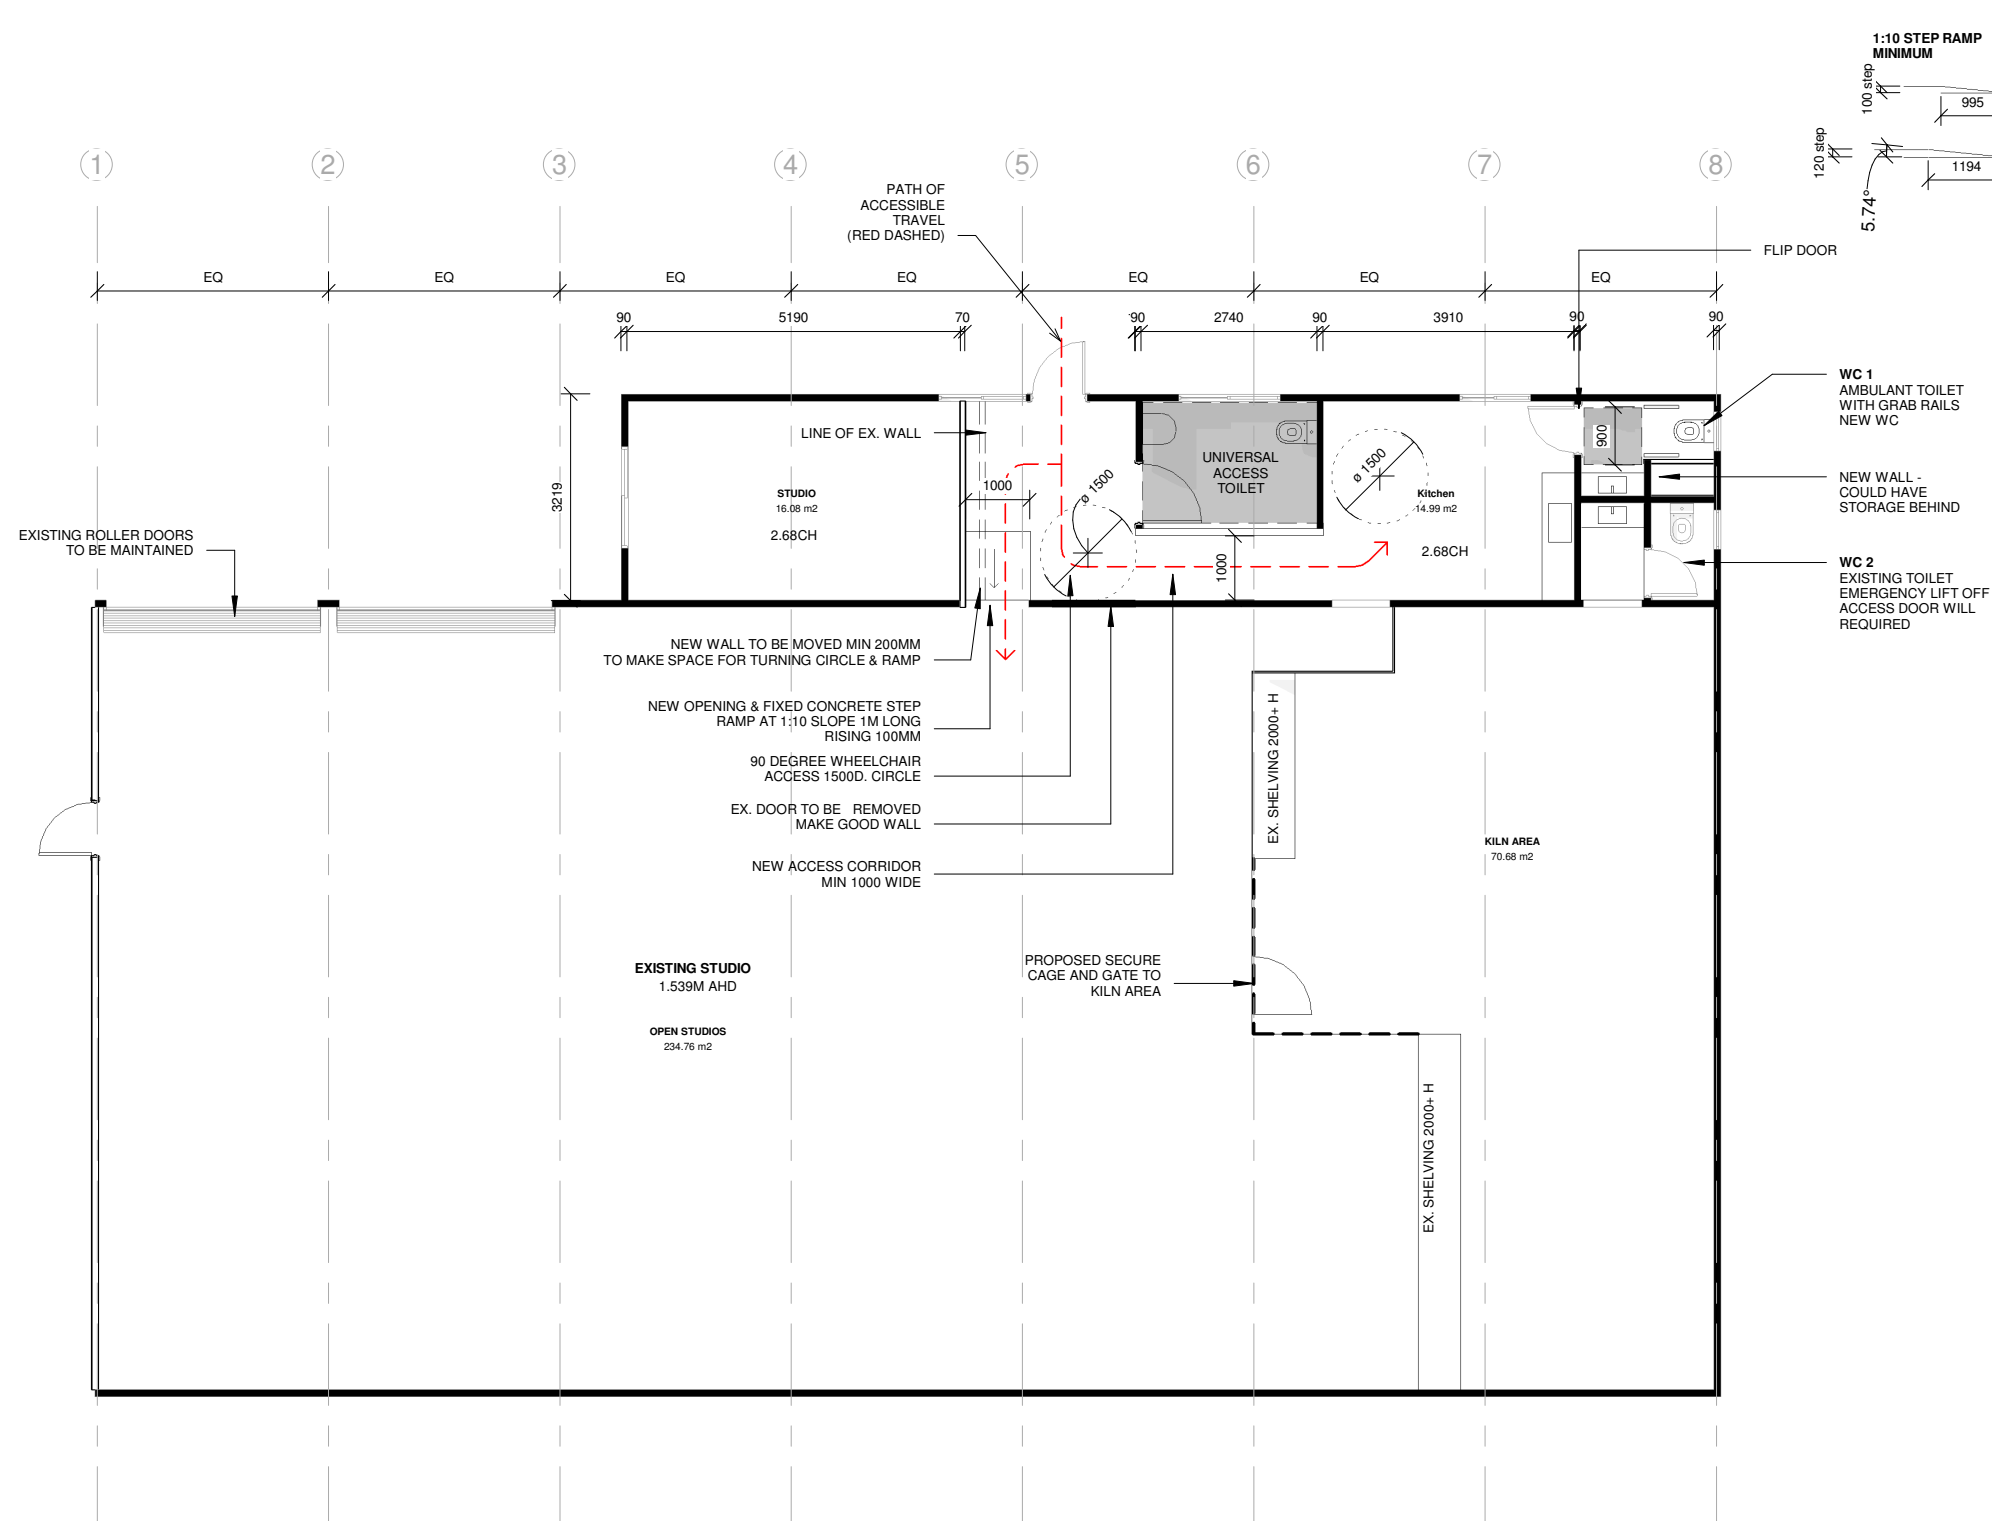 1:10 STEP RAMP
MINIMUM
100 step
995
120 step
1194
5.74°
1
2
3
4
5
6
7
8
PATH OF
ACCESSIBLE
TRAVEL
(RED DASHED)
FLIP DOOR
EQ
EQ
EQ
EQ
EQ
EQ
EQ
90
5190
70
90
2740
90
3910
90
90
WC 1
AMBULANT TOILET
WITH GRAB RAILS
NEW WC
LINE OF EX. WALL
UNIVERSAL
ACCESS
TOILET
900
ø 1500
ø 1500
1000
3219
STUDIO
16.08 m2
2.68CH
Kitchen
14.99 m2
2.68CH
1000
NEW WALL -
COULD HAVE
STORAGE BEHIND
EXISTING ROLLER DOORS
TO BE MAINTAINED
WC 2
EXISTING TOILET
EMERGENCY LIFT OFF
ACCESS DOOR WILL
REQUIRED
NEW WALL TO BE MOVED MIN 200MM
TO MAKE SPACE FOR TURNING CIRCLE & RAMP
NEW OPENING & FIXED CONCRETE STEP
RAMP AT 1:10 SLOPE 1M LONG
RISING 100MM
90 DEGREE WHEELCHAIR
ACCESS 1500D. CIRCLE
EX. DOOR TO BE REMOVED
MAKE GOOD WALL
NEW ACCESS CORRIDOR
MIN 1000 WIDE
EX. SHELVING 2000+ H
KILN AREA
70.68 m2
EXISTING STUDIO
1.539M AHD
OPEN STUDIOS
234.76 m2
PROPOSED SECURE
CAGE AND GATE TO
KILN AREA
EX. SHELVING 2000+ H